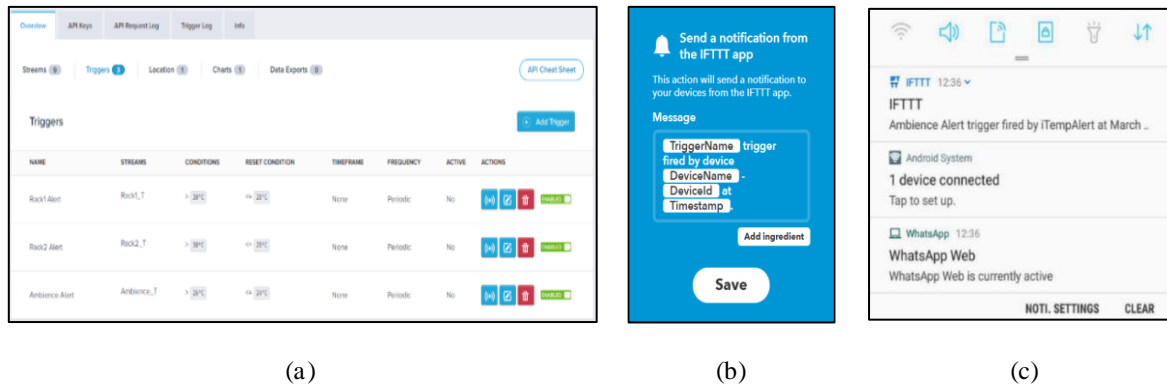 Overview API Keys API Request Log Trigger Log Info
Streams Triggers 3 Location 1 Charts 1 Data Exports 0 API Cheat Sheet
Triggers Add Trigger
NAME STREAMS CONDITIONS RESET CONDITION TIMEFRAME FREQUENCY ACTIVE ACTIONS
Rack1 Alert Rack1_T > <= None Periodic No ENABLED
Rack2 Alert Rack2_T > <= None Periodic No ENABLED
Ambience Alert Ambience_T > <= None Periodic No ENABLED
(a)
Send a notification from
the IFTTT app
This action will send a notification to
your devices from the IFTTT app.
Message
TriggerName trigger
fired by device
DeviceName -
DeviceId at
Timestamp .
Add ingredient
Save
(b)
IFTTT 12:36
IFTTT
Ambience Alert trigger fired by iTempAlert at March ..
Android System
1 device connected
Tap to set up.
WhatsApp 12:36
WhatsApp Web
WhatsApp Web is currently active
NOTI. SETTINGS CLEAR
(c)